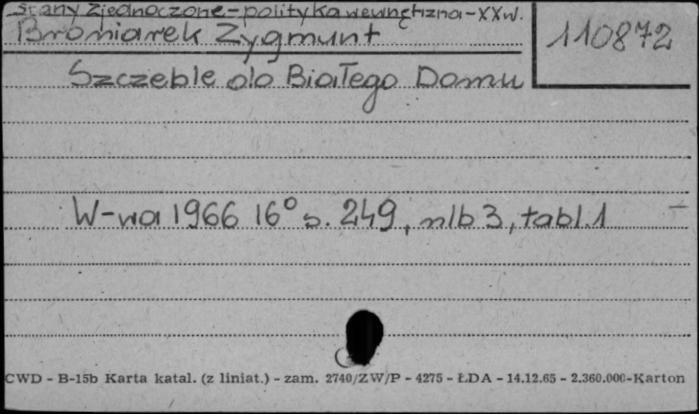 Stany Zjednoczone-polityka wewnętrzna-XXw.
Broniarek Zygmunt
110872
Szczeble do Białego Domu
W-wa 1966 16° s. 249, nlb 3, tabl. 1
CWD - B-15b Karta katal. (z liniat.) - zam. 2740/ZW/P - 4275 - ŁDA - 14.12.65 - 2.360.000-Karton